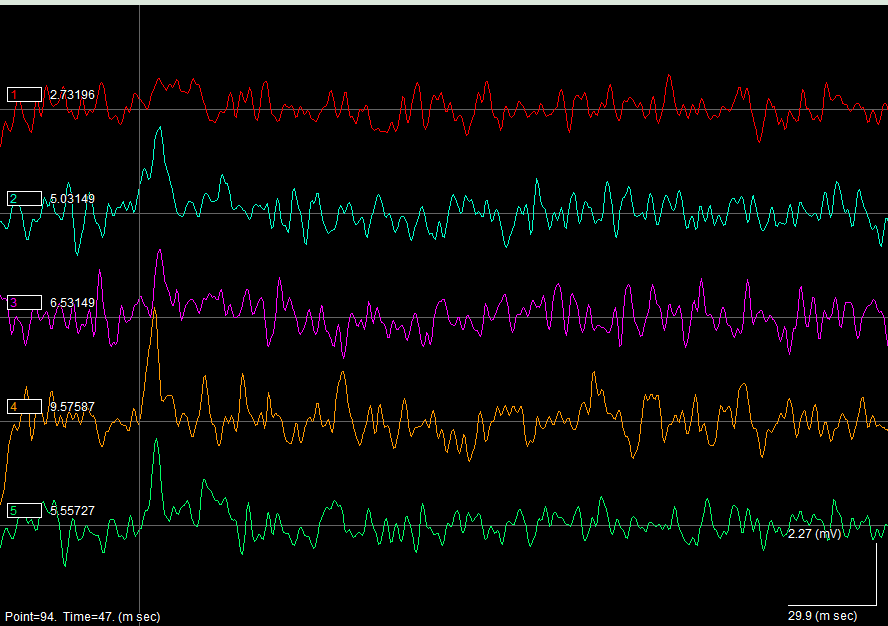 1 2.73196
2 5.03149
3 6.53149
4 9.57587
5 5.55727
2.27 (mV)
29.9 (m sec)
Point=94. Time=47. (m sec)